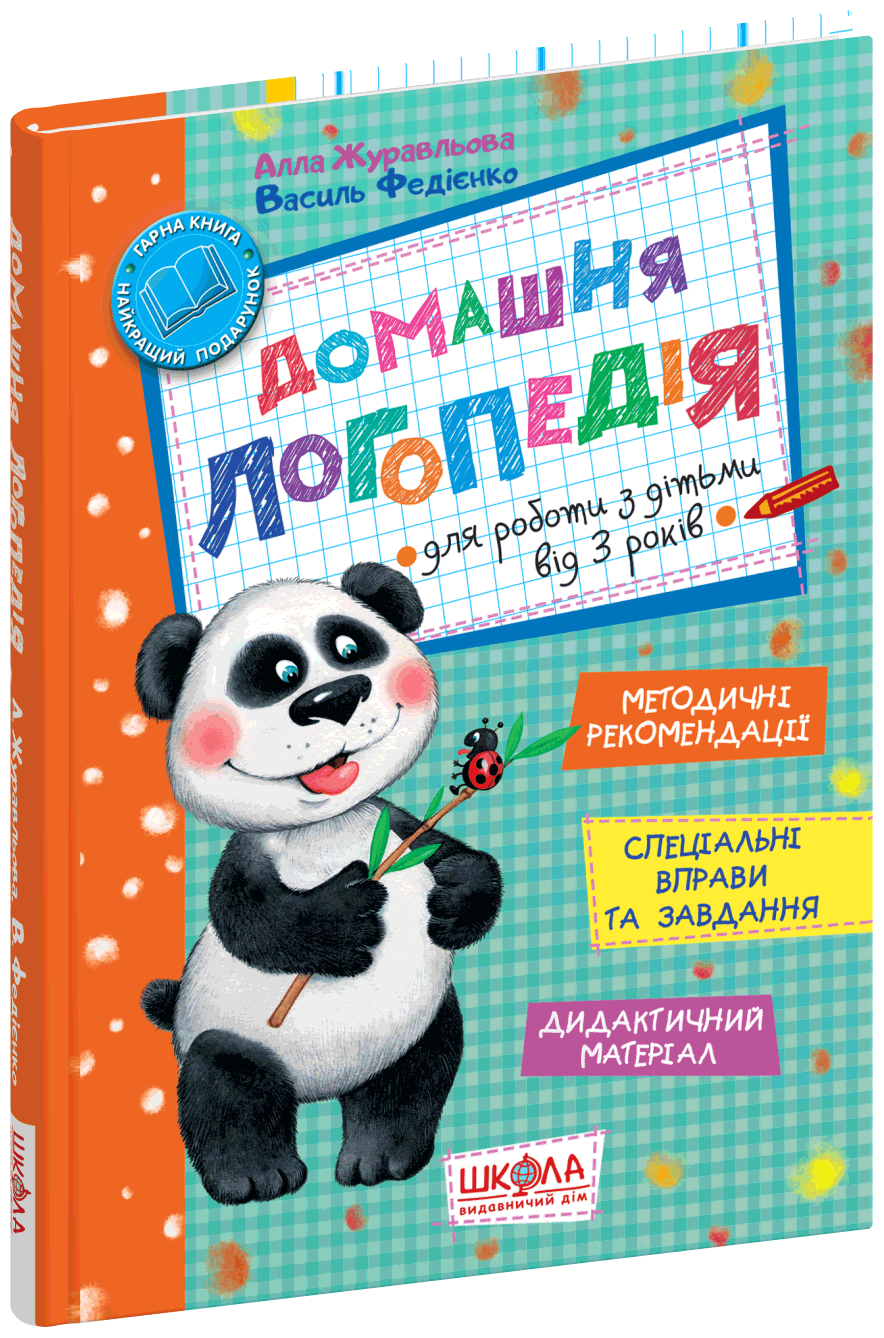 Алла Журавльова
Василь Федієнко
ГАРНА КНИГА
НАЙКРАЩИЙ ПОДАРУНОК
ДОМАШНЯ
ЛОГОПЕДІЯ
для роботи з дітьми
від 3 років
МЕТОДИЧНІ
РЕКОМЕНДАЦІЇ
СПЕЦІАЛЬНІ
ВПРАВИ
ТА ЗАВДАННЯ
ДИДАКТИЧНИЙ
МАТЕРІАЛ
ШКОЛА
видавничий дім
ДОМАШНЯ ЛОГОПЕДІЯ А. Журавльова, В. Федієнко
ШКОЛА